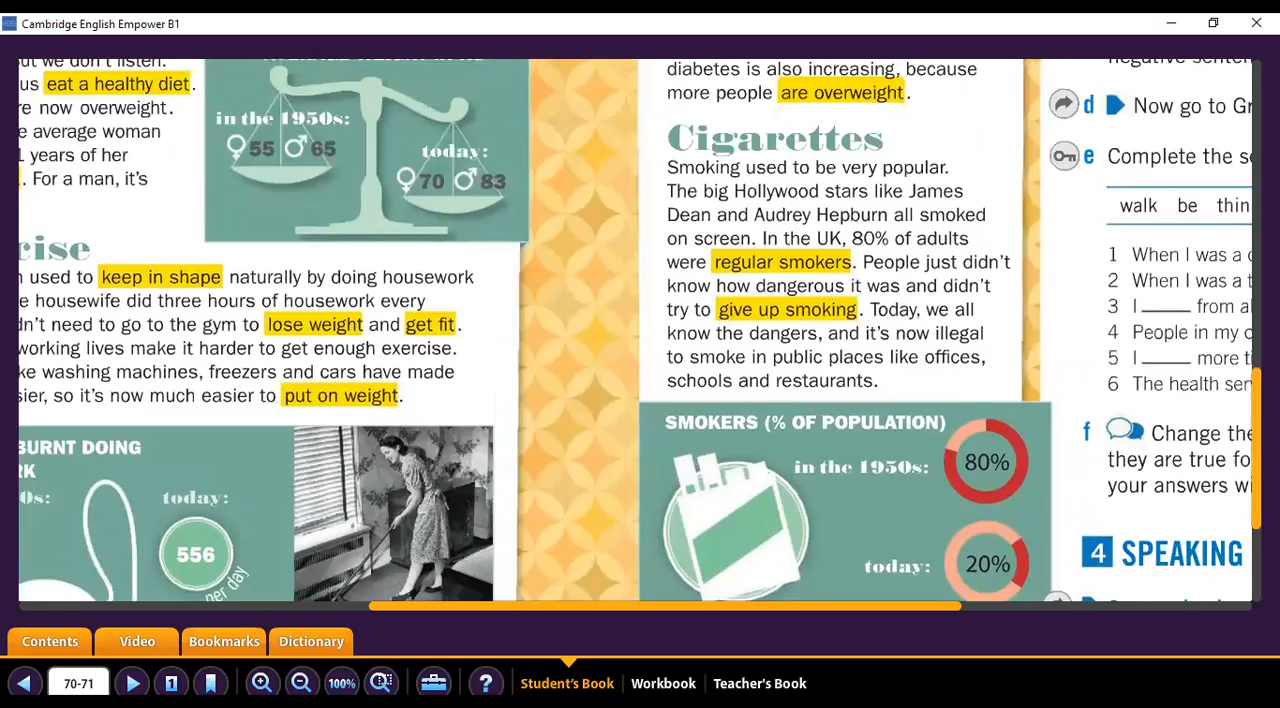 Cambridge English Empower B1
but we don't listen.
us eat a healthy diet.
re now overweight.
e average woman
1 years of her
. For a man, it's
in the 1950s:
55 65
today:
70 83
cise
n used to keep in shape naturally by doing housework
e housewife did three hours of housework every
dn't need to go to the gym to lose weight and get fit.
working lives make it harder to get enough exercise.
ke washing machines, freezers and cars have made
sier, so it's now much easier to put on weight.
BURNT DOING
RK
0s:
today:
556
per day
diabetes is also increasing, because
more people are overweight.
Cigarettes
Smoking used to be very popular.
The big Hollywood stars like James
Dean and Audrey Hepburn all smoked
on screen. In the UK, 80% of adults
were regular smokers. People just didn't
know how dangerous it was and didn't
try to give up smoking. Today, we all
know the dangers, and it's now illegal
to smoke in public places like offices,
schools and restaurants.
SMOKERS (% OF POPULATION)
in the 1950s:
80%
today:
20%
negative senten
d Now go to Gr
e Complete the se
walk be thin
1 When I was a c
2 When I was a t
3 I ______ from a
4 People in my c
5 I ______ more t
6 The health ser
f Change the
they are true fo
your answers wi
4 SPEAKING
Contents
Video
Bookmarks
Dictionary
70-71
1
100%
?
Student's Book
Workbook
Teacher's Book